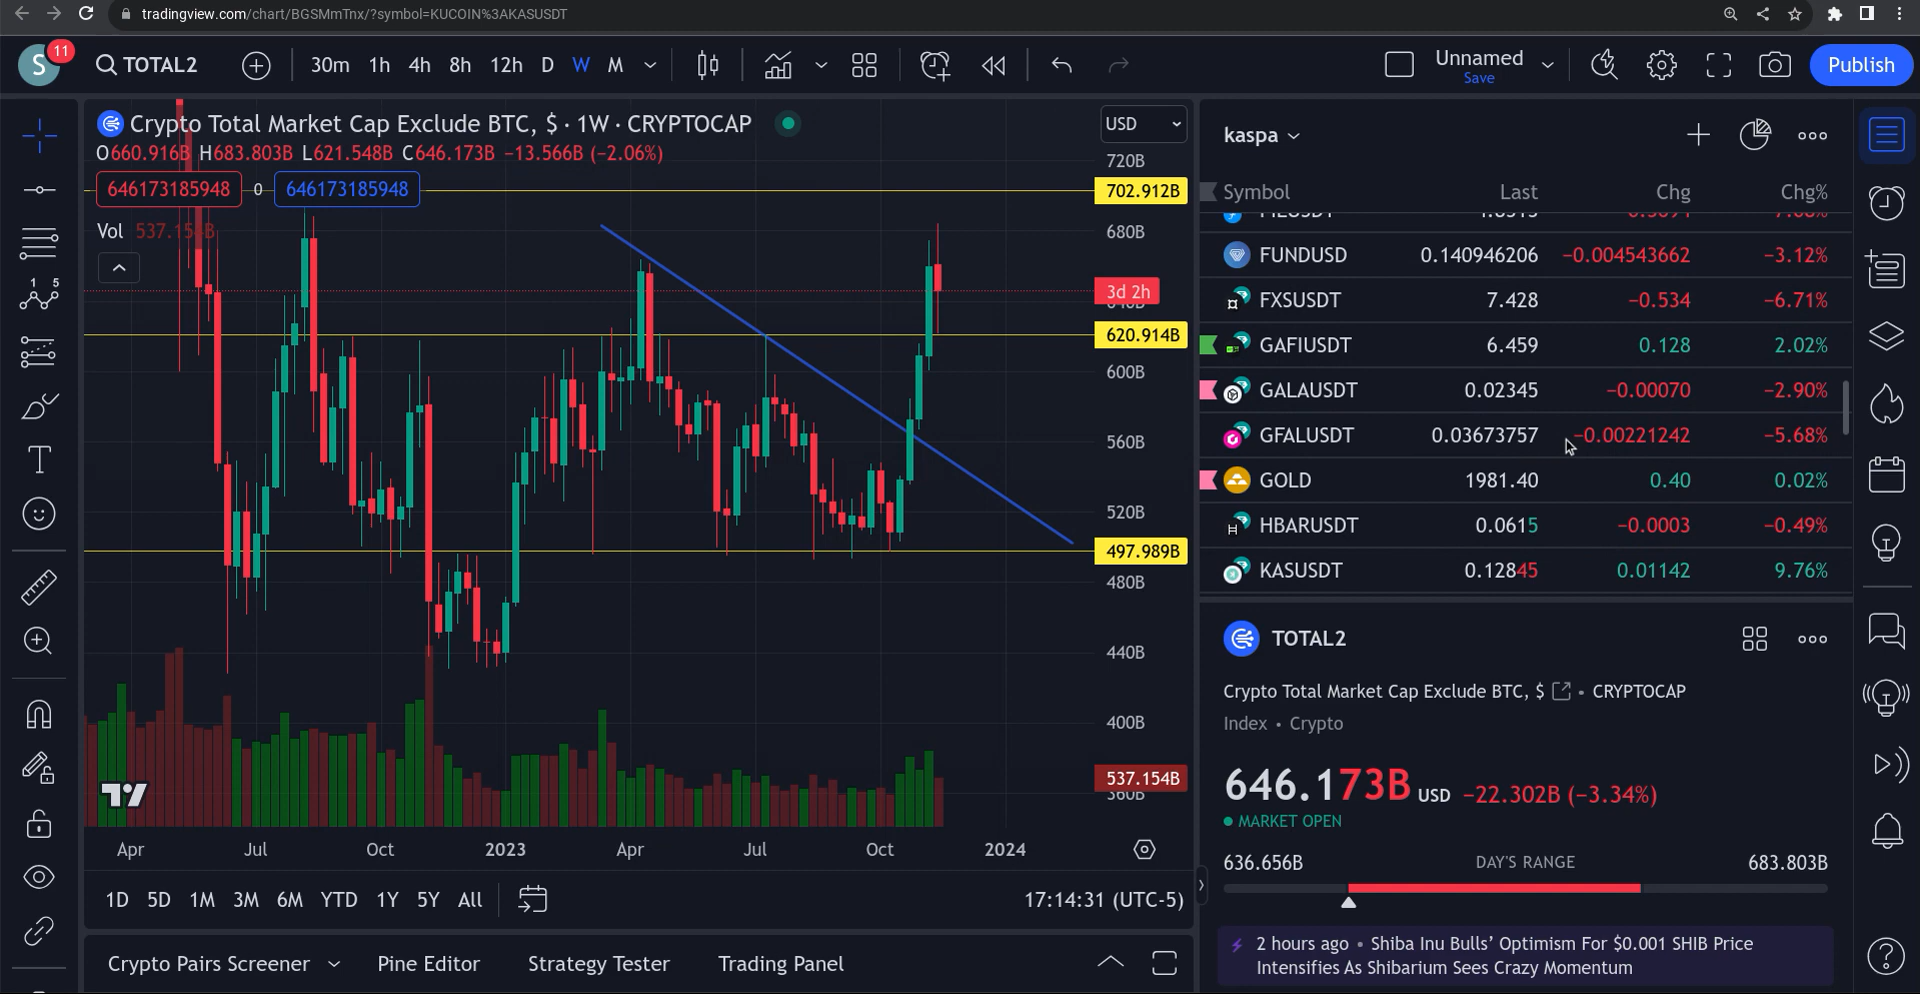 tradingview.com/chart/BGSMmTnx/?symbol=KUCOIN%3AKASUSDT
S 11 TOTAL2 30m 1h 4h 8h 12h D W M Unnamed Save Publish
Crypto Total Market Cap Exclude BTC, $ · 1W · CRYPTOCAP
O660.916B H683.803B L621.548B C646.173B −13.566B (−2.06%)
646173185948 0 646173185948
Vol 537.154B
USD
720B
702.912B
680B
3d 2h
620.914B
600B
560B
520B
497.989B
480B
440B
400B
537.154B
360B
Apr Jul Oct 2023 Apr Jul Oct 2024
1D 5D 1M 3M 6M YTD 1Y 5Y All 17:14:31 (UTC-5)
Crypto Pairs Screener Pine Editor Strategy Tester Trading Panel
kaspa
Symbol Last Chg Chg%
FUNDUSD 0.140946206 −0.004543662 −3.12%
FXSUSDT 7.428 −0.534 −6.71%
GAFIUSDT 6.459 0.128 2.02%
GALAUSDT 0.02345 −0.00070 −2.90%
GFALUSDT 0.03673757 −0.00221242 −5.68%
GOLD 1981.40 0.40 0.02%
HBARUSDT 0.0615 −0.0003 −0.49%
KASUSDT 0.12845 0.01142 9.76%
TOTAL2
Crypto Total Market Cap Exclude BTC, $ • CRYPTOCAP
Index • Crypto
646.173B USD −22.302B (−3.34%)
MARKET OPEN
636.656B DAY'S RANGE 683.803B
2 hours ago • Shiba Inu Bulls’ Optimism For $0.001 SHIB Price
Intensifies As Shibarium Sees Crazy Momentum